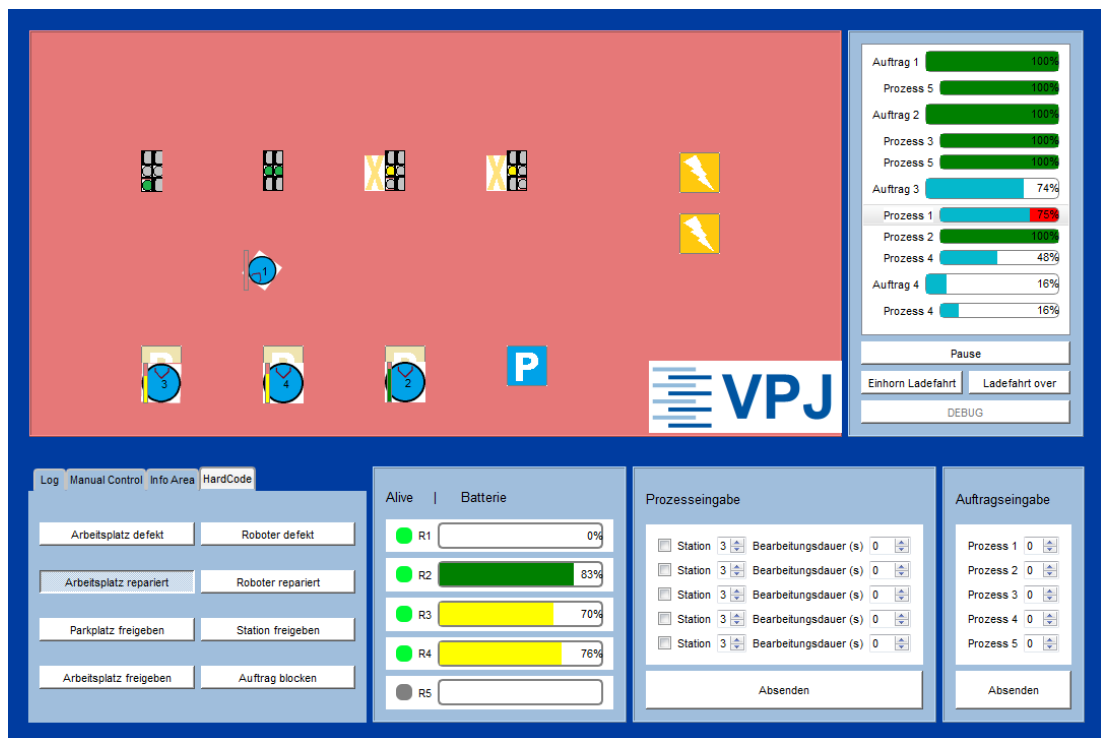 Auftrag 1 100%
Prozess 5 100%
Auftrag 2 100%
Prozess 3 100%
Prozess 5 100%
Auftrag 3 74%
Prozess 1 75%
Prozess 2 100%
Prozess 4 48%
Auftrag 4 16%
Prozess 4 16%
X X
1
3 4 2 P
VPJ
Pause
Einhorn Ladefahrt Ladefahrt over
DEBUG
Log Manual Control Info Area HardCode
Arbeitsplatz defekt Roboter defekt
Arbeitsplatz repariert Roboter repariert
Parkplatz freigeben Station freigeben
Arbeitsplatz freigeben Auftrag blocken
Alive | Batterie
R1 0%
R2 83%
R3 70%
R4 76%
R5
Prozesseingabe
Station 3 Bearbeitungsdauer (s) 0
Station 3 Bearbeitungsdauer (s) 0
Station 3 Bearbeitungsdauer (s) 0
Station 3 Bearbeitungsdauer (s) 0
Station 3 Bearbeitungsdauer (s) 0
Absenden
Auftragseingabe
Prozess 1 0
Prozess 2 0
Prozess 3 0
Prozess 4 0
Prozess 5 0
Absenden